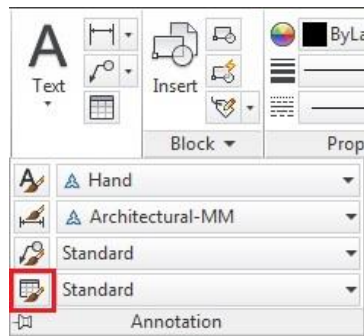 A
Text
Insert
ByLa
Block
Prop
Hand
Architectural-MM
Standard
Standard
Annotation